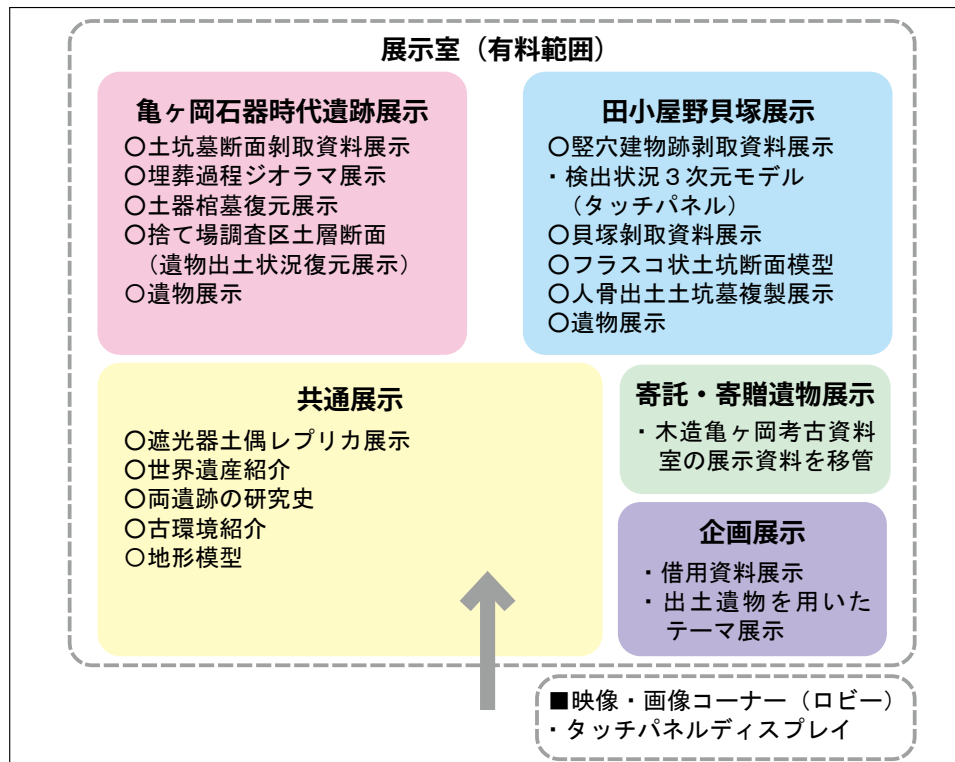 展示室（有料範囲）
亀ヶ岡石器時代遺跡展示
〇土坑墓断面剝取資料展示
〇埋葬過程ジオラマ展示
〇土器棺墓復元展示
〇捨て場調査区土層断面
（遺物出土状況復元展示）
〇遺物展示
田小屋野貝塚展示
〇竪穴建物跡剥取資料展示
・検出状況３次元モデル
（タッチパネル）
〇貝塚剝取資料展示
〇フラスコ状土坑断面模型
〇人骨出土土坑墓複製展示
〇遺物展示
共通展示
〇遮光器土偶レプリカ展示
〇世界遺産紹介
〇両遺跡の研究史
〇古環境紹介
〇地形模型
寄託・寄贈遺物展示
・木造亀ヶ岡考古資料
室の展示資料を移管
企画展示
・借用資料展示
・出土遺物を用いた
テーマ展示
■映像・画像コーナー（ロビー）
・タッチパネルディスプレイ